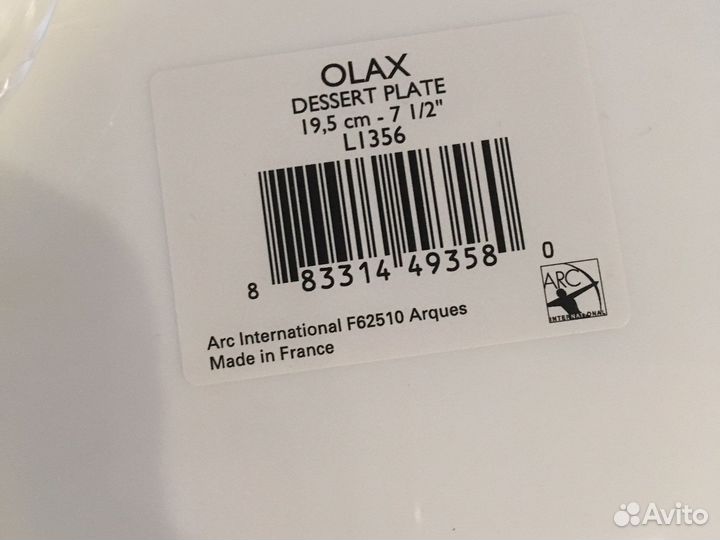 OLAX
DESSERT PLATE
19,5 cm - 7 1/2"
L1356
8 83314 49358 0
ARC
INTERNATIONAL
Arc International F62510 Arques
Made in France
Avito